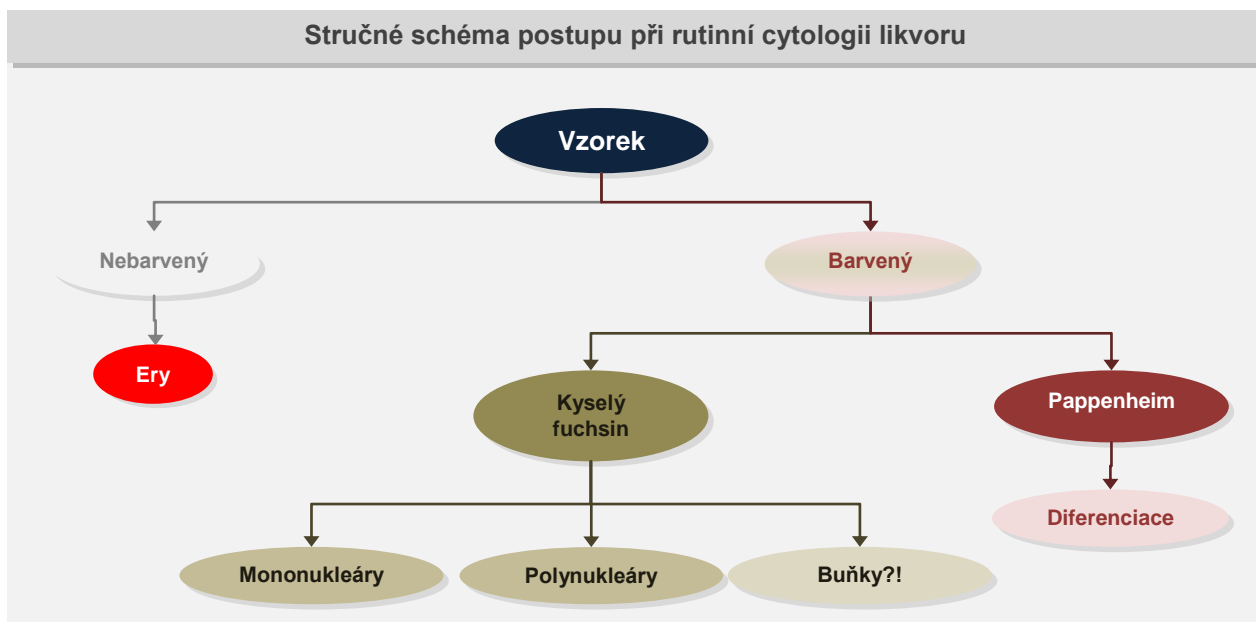 Stručné schéma postupu při rutinní cytologii likvoru
Vzorek
Nebarvený
Barvený
Ery
Kyselý
fuchsin
Pappenheim
Diferenciace
Mononukleáry
Polynukleáry
Buňky?!